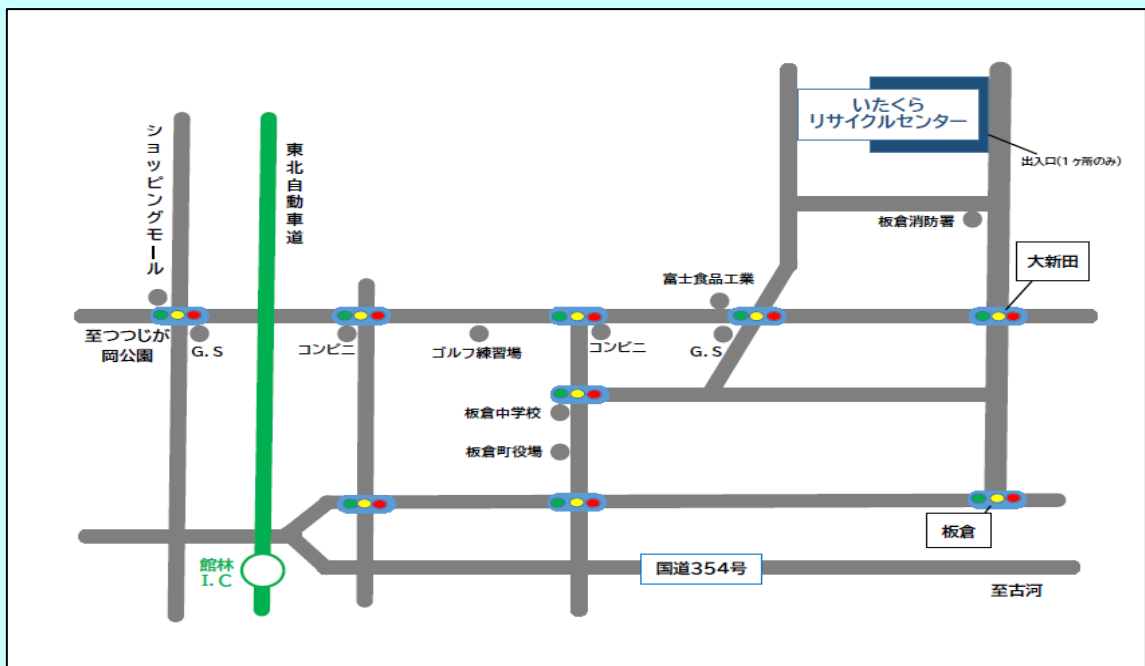 いたくら
リサイクルセンター
出入口(1ヶ所のみ)
ショッピングモール
東北自動車道
板倉消防署
大新田
富士食品工業
至つつじが
岡公園
G.S
コンビニ
ゴルフ練習場
コンビニ
G.S
板倉中学校
板倉町役場
板倉
館林
I.C
国道354号
至古河